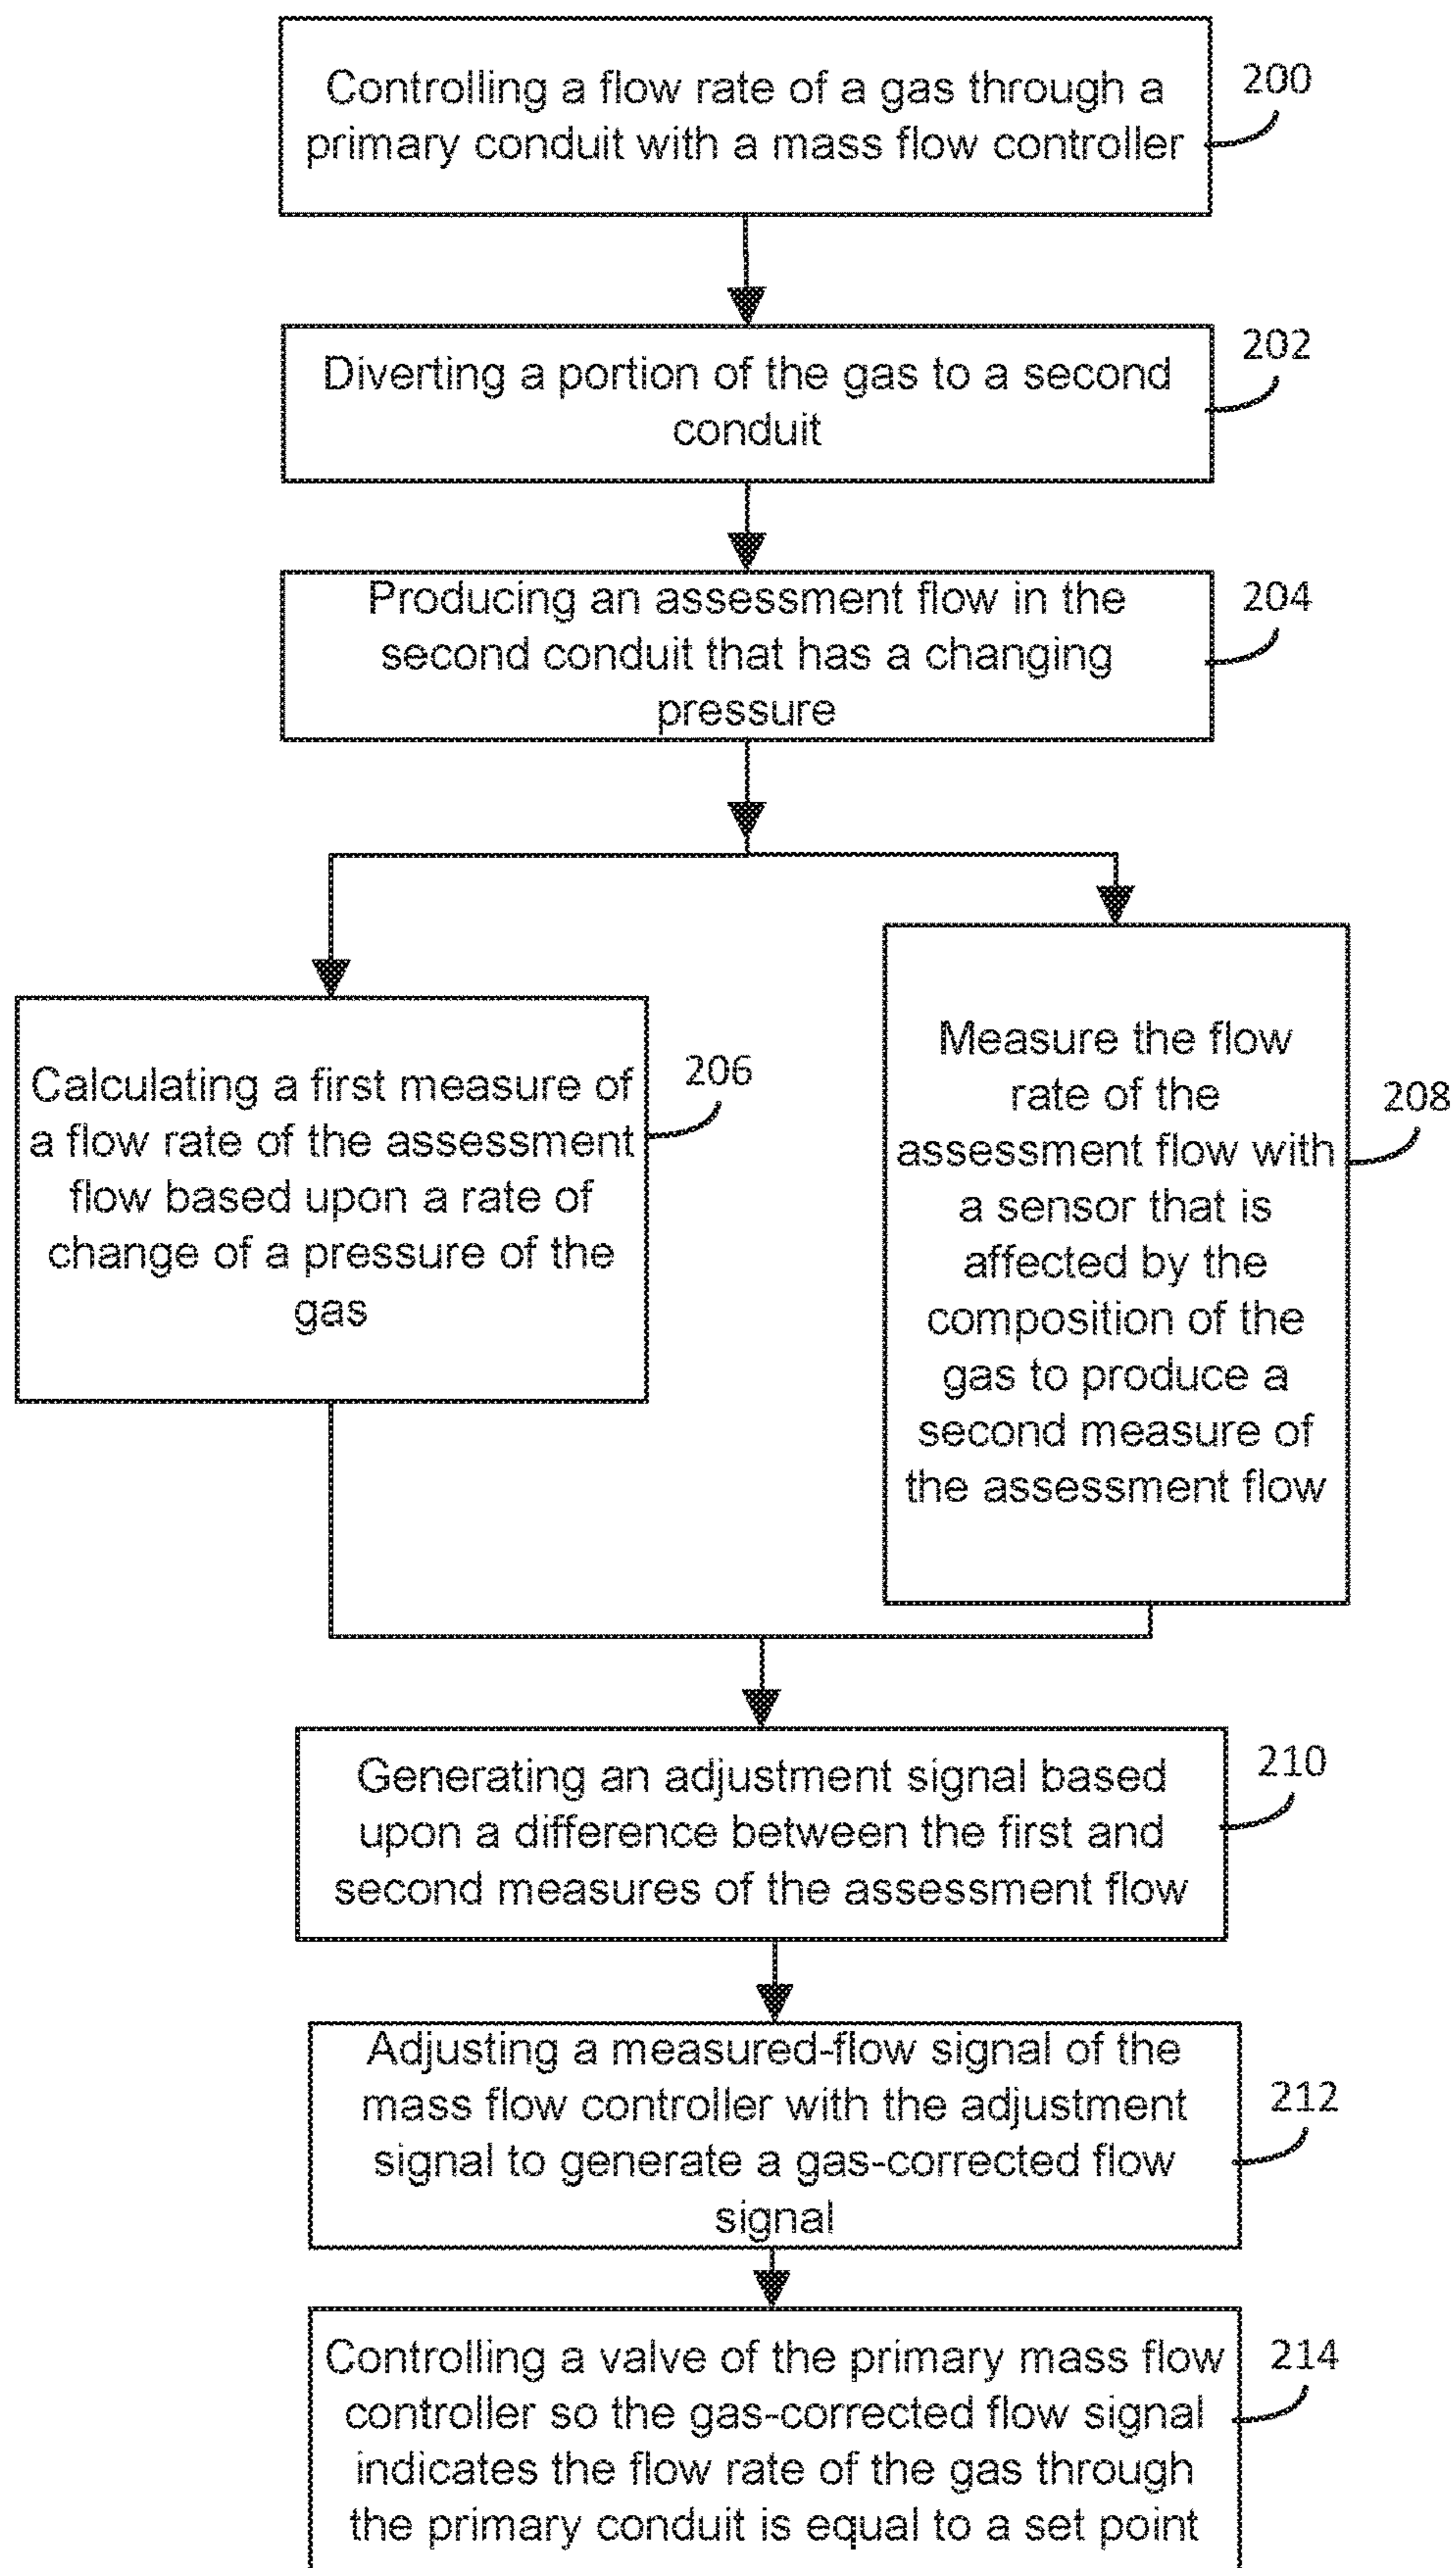 Controlling a flow rate of a gas through a
primary conduit with a mass flow controller
200
Diverting a portion of the gas to a second
conduit
202
Producing an assessment flow in the
second conduit that has a changing
pressure
204
Calculating a first measure of
a flow rate of the assessment
flow based upon a rate of
change of a pressure of the
gas
206
Measure the flow
rate of the
assessment flow with
a sensor that is
affected by the
composition of the
gas to produce a
second measure of
the assessment flow
208
Generating an adjustment signal based
upon a difference between the first and
second measures of the assessment flow
210
Adjusting a measured-flow signal of the
mass flow controller with the adjustment
signal to generate a gas-corrected flow
signal
212
Controlling a valve of the primary mass flow
controller so the gas-corrected flow signal
indicates the flow rate of the gas through
the primary conduit is equal to a set point
214